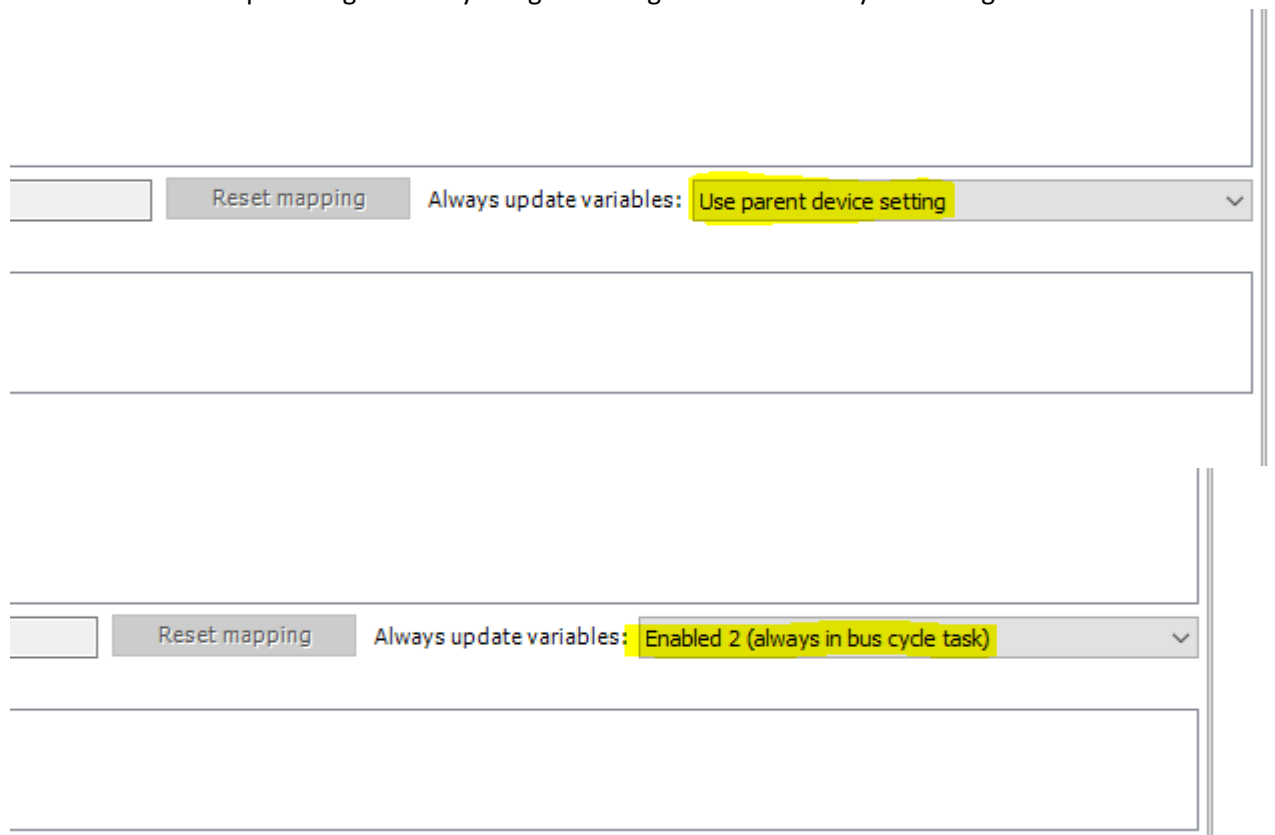 Reset mapping Always update variables: Use parent device setting
Reset mapping Always update variables: Enabled 2 (always in bus cycle task)